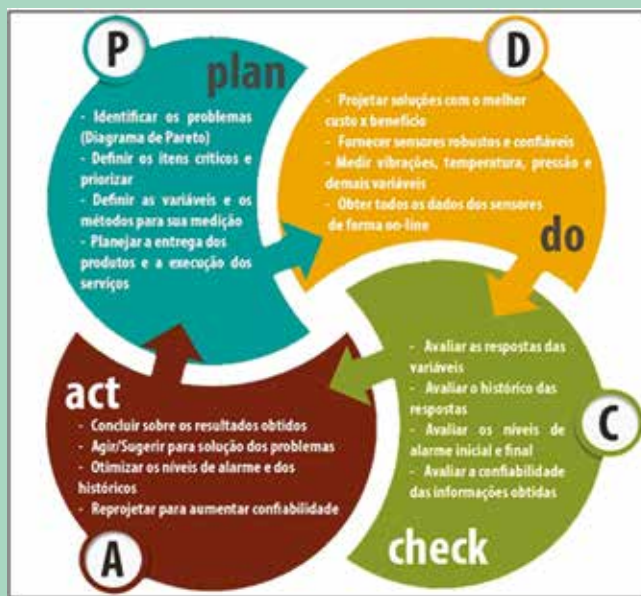 P
plan
- Identificar os problemas
(Diagrama de Pareto)
- Definir os itens críticos e
priorizar
- Definir as variáveis e os
métodos para sua medição
- Planejar a entrega dos
produtos e a execução dos
serviços
D
- Projetar soluções com o melhor
custo x benefício
- Fornecer sensores robustos e confiáveis
- Medir vibrações, temperatura, pressão e
demais variáveis
- Obter todos os dados dos sensores
de forma on-line
do
- Avaliar as respostas das
variáveis
- Avaliar o histórico das
respostas
- Avaliar os níveis de
alarme inicial e final
- Avaliar a confiabilidade
das informações obtidas
C
check
act
- Concluir sobre os resultados obtidos
- Agir/Sugerir para solução dos problemas
- Otimizar os níveis de alarme e dos
históricos
- Reprojetar para aumentar confiabilidade
A